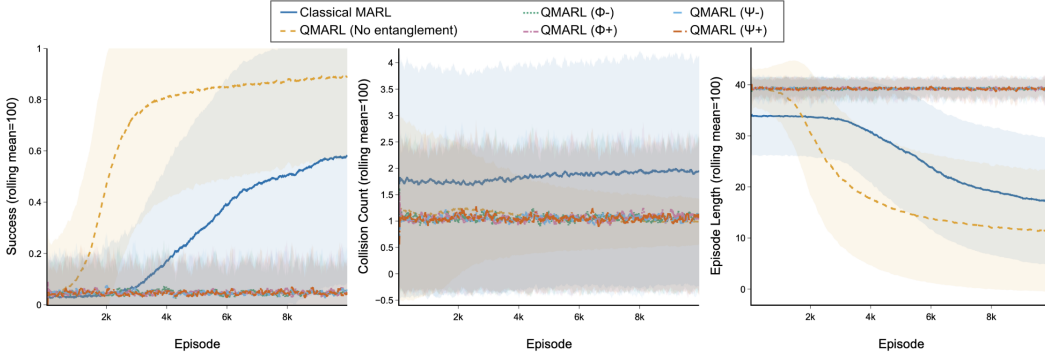 Classical MARL
QMARL (No entanglement)
QMARL (Φ-)
QMARL (Φ+)
QMARL (Ψ-)
QMARL (Ψ+)
Success (rolling mean=100)
1
0.8
0.6
0.4
0.2
0
2k
4k
6k
8k
Episode
Collision Count (rolling mean=100)
4
3.5
3
2.5
2
1.5
1
0.5
0
−0.5
2k
4k
6k
8k
Episode
Episode Length (rolling mean=100)
40
30
20
10
0
2k
4k
6k
8k
Episode